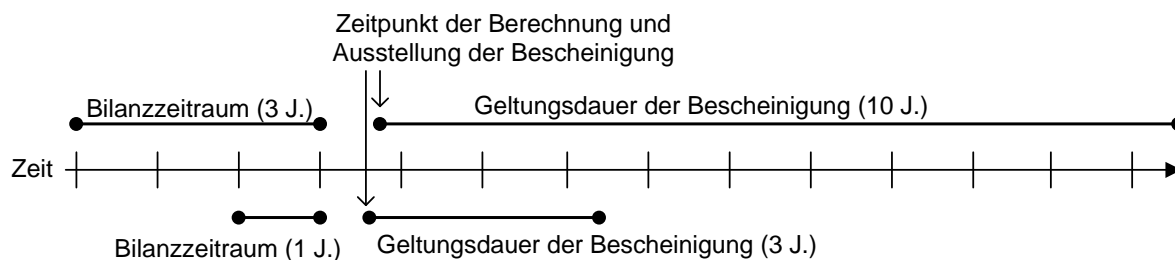 Zeitpunkt der Berechnung und
Ausstellung der Bescheinigung
Bilanzzeitraum (3 J.)
Geltungsdauer der Bescheinigung (10 J.)
Zeit
Bilanzzeitraum (1 J.)
Geltungsdauer der Bescheinigung (3 J.)